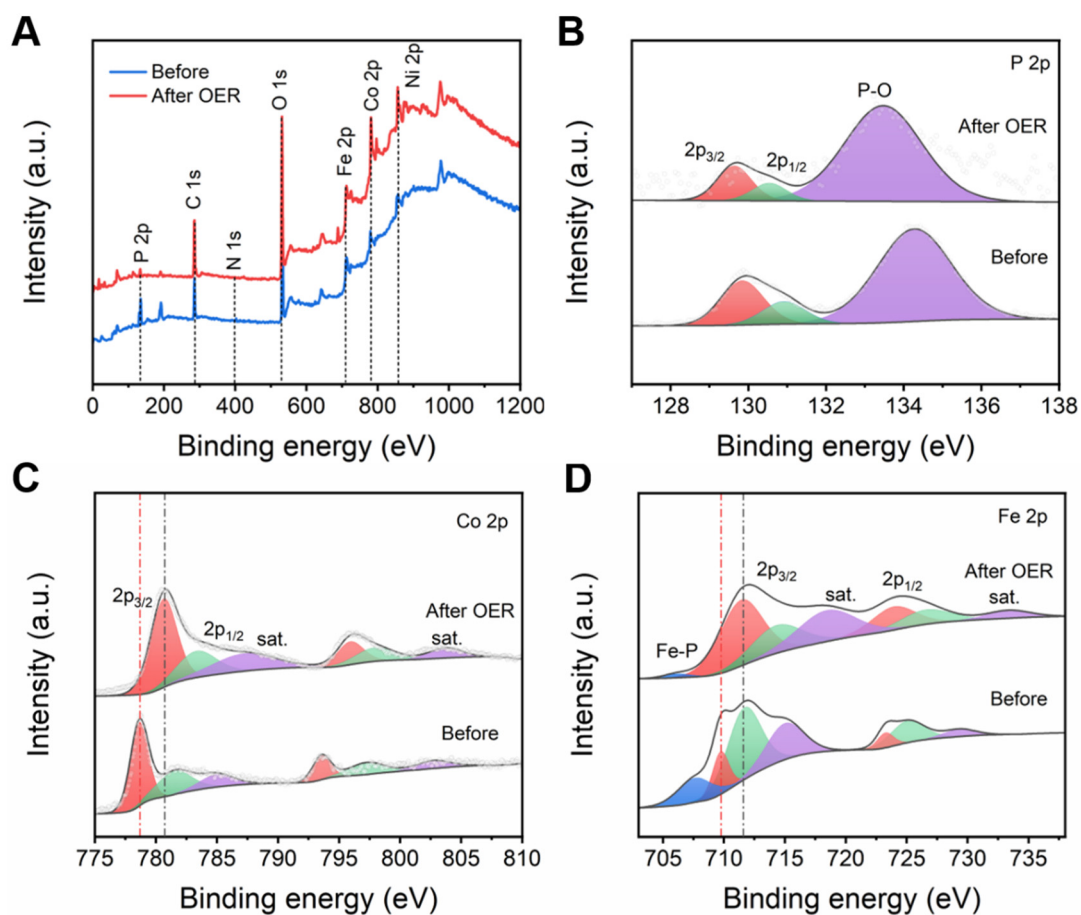 A
Before
After OER
P 2p
C 1s
N 1s
O 1s
Fe 2p
Co 2p
Ni 2p
Intensity (a.u.)
0 200 400 600 800 1000 1200
Binding energy (eV)
B
P 2p
P-O
After OER
2p3/2
2p1/2
Before
Intensity (a.u.)
128 130 132 134 136 138
Binding energy (eV)
C
Co 2p
2p3/2
After OER
2p1/2
sat.
sat.
Before
Intensity (a.u.)
775 780 785 790 795 800 805 810
Binding energy (eV)
D
Fe 2p
2p3/2
2p1/2
After OER
sat.
sat.
Fe-P
Before
Intensity (a.u.)
705 710 715 720 725 730 735
Binding energy (eV)